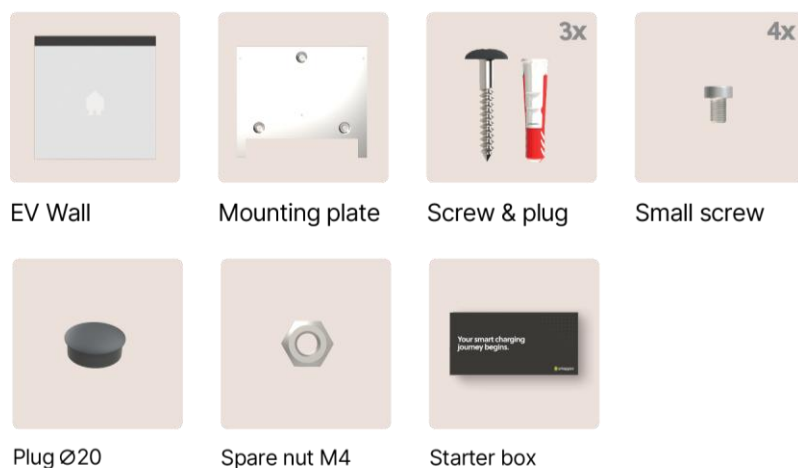 3x
4x
EV Wall
Mounting plate
Screw & plug
Small screw
Your smart charging
journey begins.
Plug Ø20
Spare nut M4
Starter box